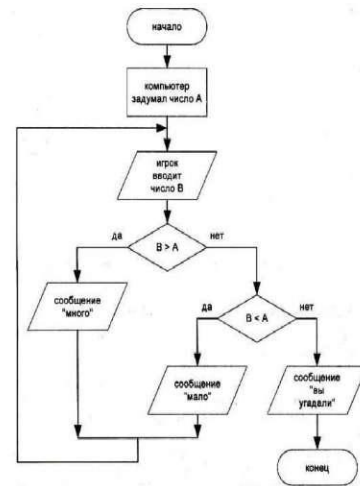 начало
компьютер
задумал число А
игрок
вводит
число В
да
В > А
нет
сообщение
"много"
да
В < А
нет
сообщение
"мало"
сообщение
"вы
угадали"
конец